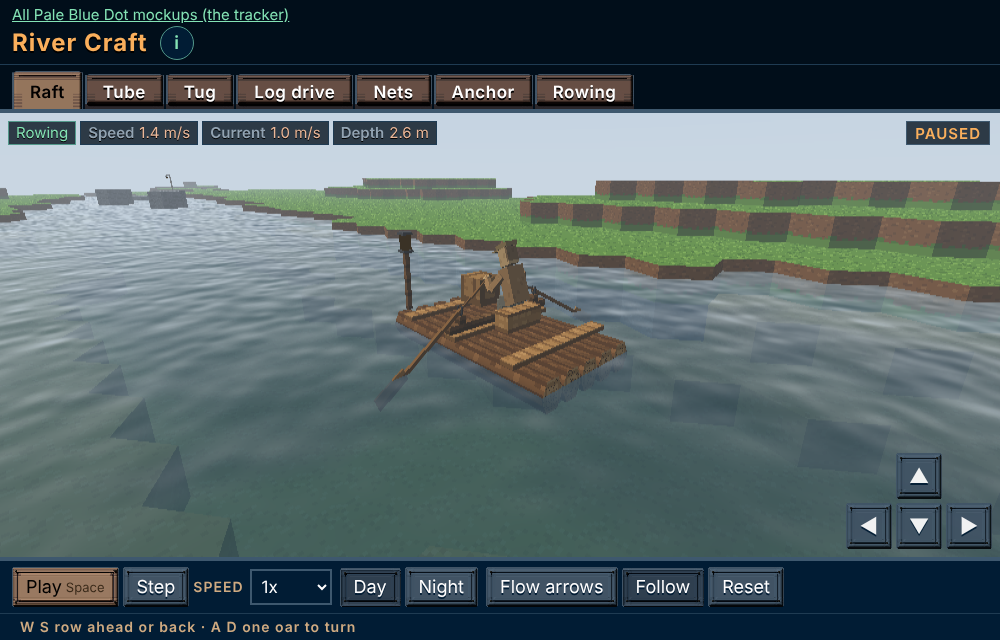 All Pale Blue Dot mockups (the tracker)
River Craft i
Raft Tube Tug Log drive Nets Anchor Rowing
Rowing Speed 1.4 m/s Current 1.0 m/s Depth 2.6 m PAUSED
Play Space Step SPEED 1x Day Night Flow arrows Follow Reset
W S row ahead or back · A D one oar to turn